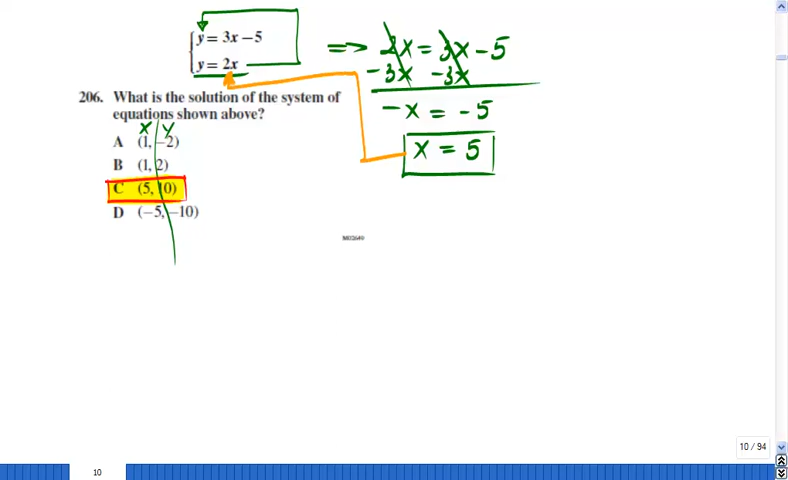 y = 3x – 5
y = 2x
=> 2x = 3x - 5
-3x -3x
-x = -5
x = 5
206. What is the solution of the system of
equations shown above?
x y
A (1, –2)
B (1, 2)
C (5, 10)
D (–5, –10)
M02649
10 / 94
10